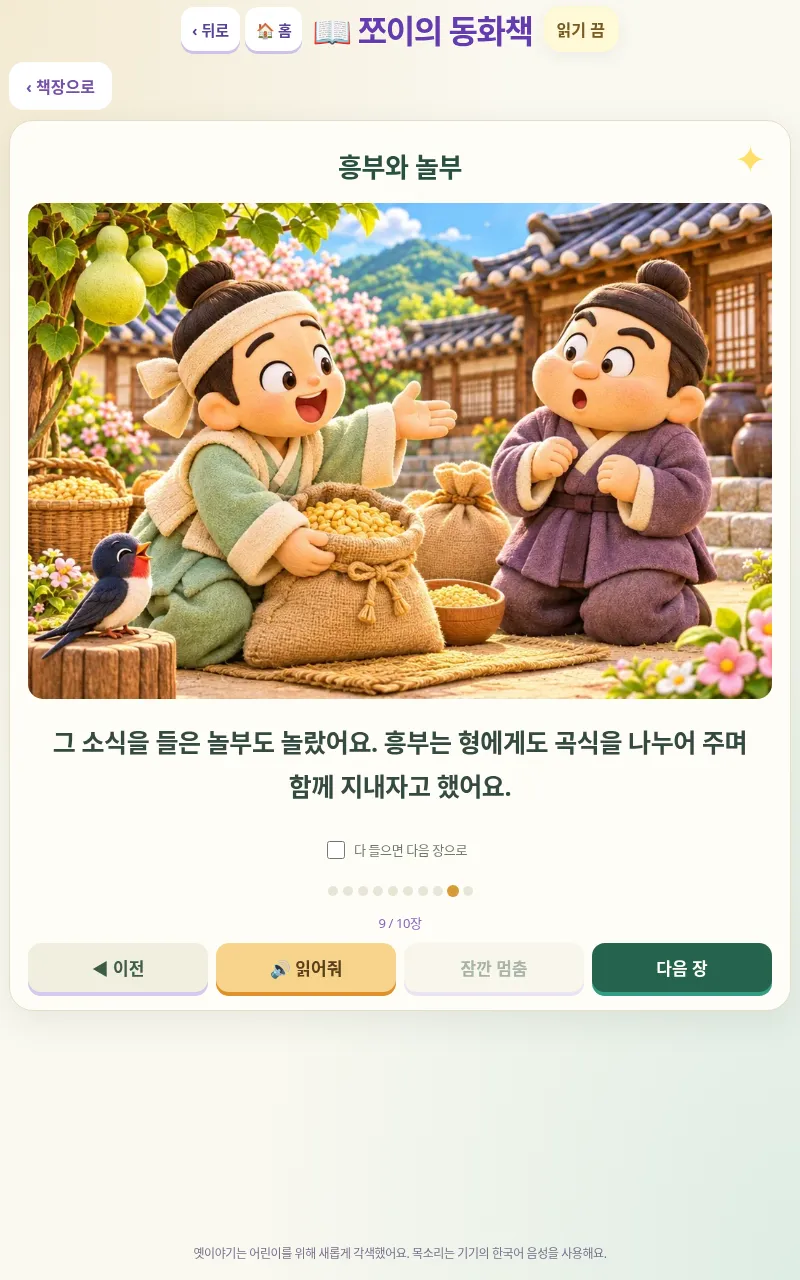 ‹ 뒤로
🏠 홈
📖 쪼이의 동화책
읽기 끔
‹ 책장으로
흥부와 놀부
그 소식을 들은 놀부도 놀랐어요. 흥부는 형에게도 곡식을 나누어 주며
함께 지내자고 했어요.
다 들으면 다음 장으로
9 / 10장
◀ 이전
🔊 읽어줘
잠깐 멈춤
다음 장
옛이야기는 어린이를 위해 새롭게 각색했어요. 목소리는 기기의 한국어 음성을 사용해요.